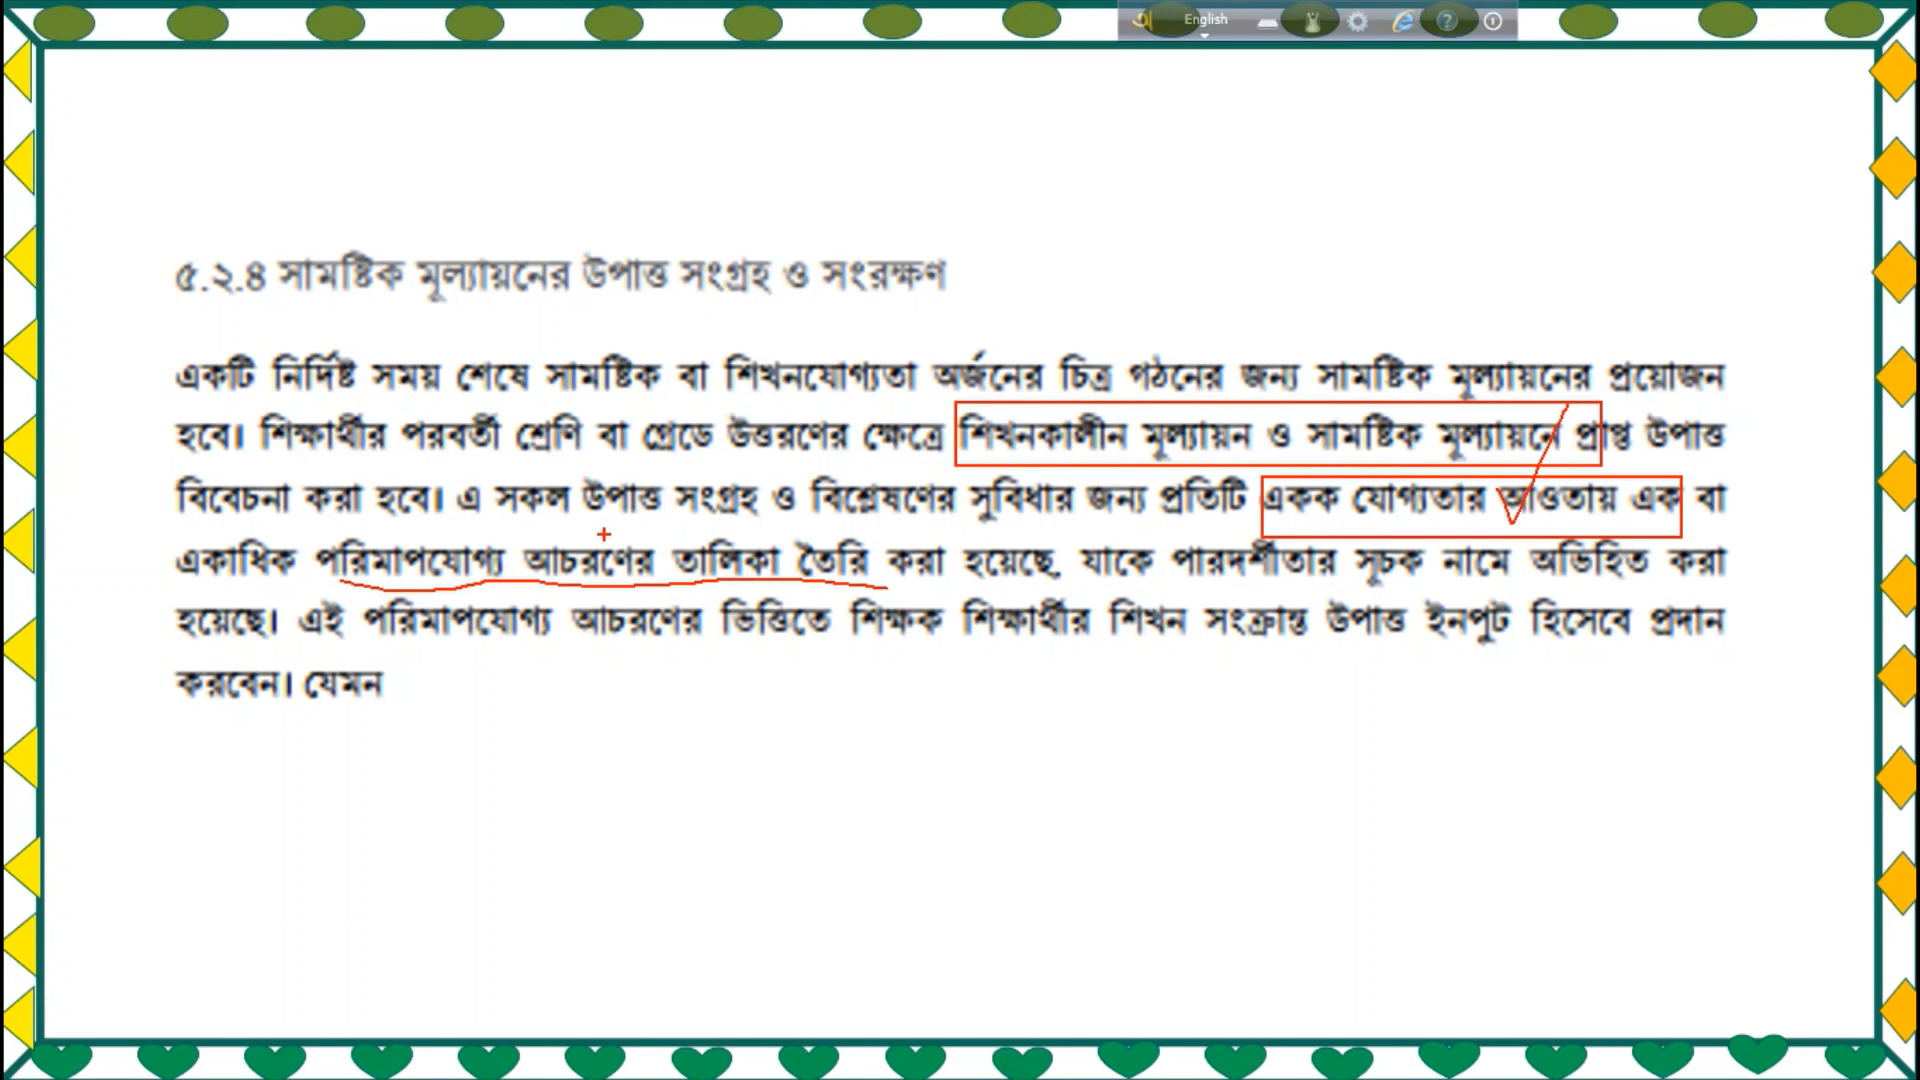 English
৫.২.৪ সামষ্টিক মূল্যায়নের উপাত্ত সংগ্রহ ও সংরক্ষণ
একটি নির্দিষ্ট সময় শেষে সামষ্টিক বা শিখনযোগ্যতা অর্জনের চিত্র গঠনের জন্য সামষ্টিক মূল্যায়নের প্রয়োজন
হবে। শিক্ষার্থীর পরবর্তী শ্রেণি বা গ্রেডে উত্তরণের ক্ষেত্রে শিখনকালীন মূল্যায়ন ও সামষ্টিক মূল্যায়নে প্রাপ্ত উপাত্ত
বিবেচনা করা হবে। এ সকল উপাত্ত সংগ্রহ ও বিশ্লেষণের সুবিধার জন্য প্রতিটি একক যোগ্যতার আওতায় এক বা
একাধিক পরিমাপযোগ্য আচরণের তালিকা তৈরি করা হয়েছে, যাকে পারদর্শীতার সূচক নামে অভিহিত করা
হয়েছে। এই পরিমাপযোগ্য আচরণের ভিত্তিতে শিক্ষক শিক্ষার্থীর শিখন সংক্রান্ত উপাত্ত ইনপুট হিসেবে প্রদান
করবেন। যেমন